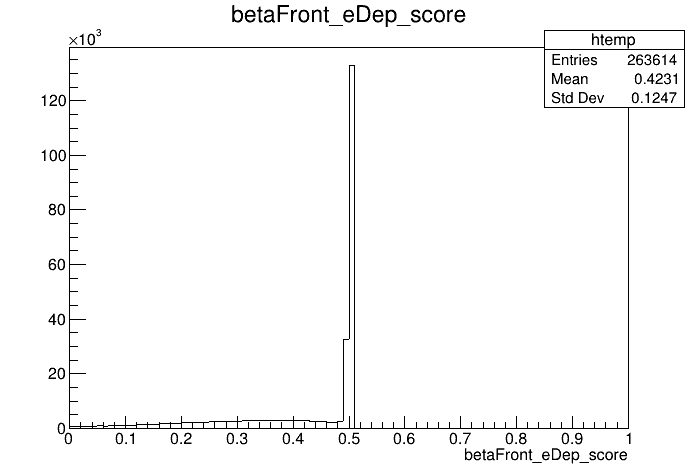 betaFront_eDep_score
×10³
htemp
Entries 263614
Mean 0.4231
Std Dev 0.1247
120
100
80
60
40
20
0
0 0.1 0.2 0.3 0.4 0.5 0.6 0.7 0.8 0.9 1
betaFront_eDep_score